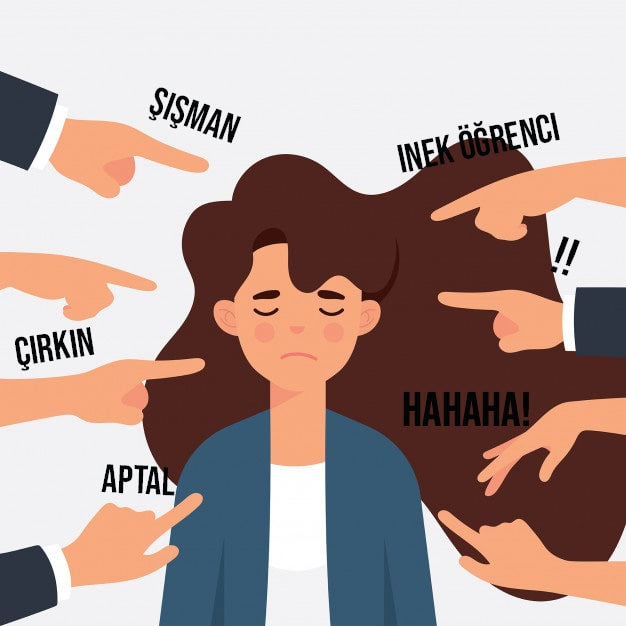 ŞIŞMAN
INEK ÖĞRENCI
.!!
ÇIRKIN
HAHAHA!
APTAL